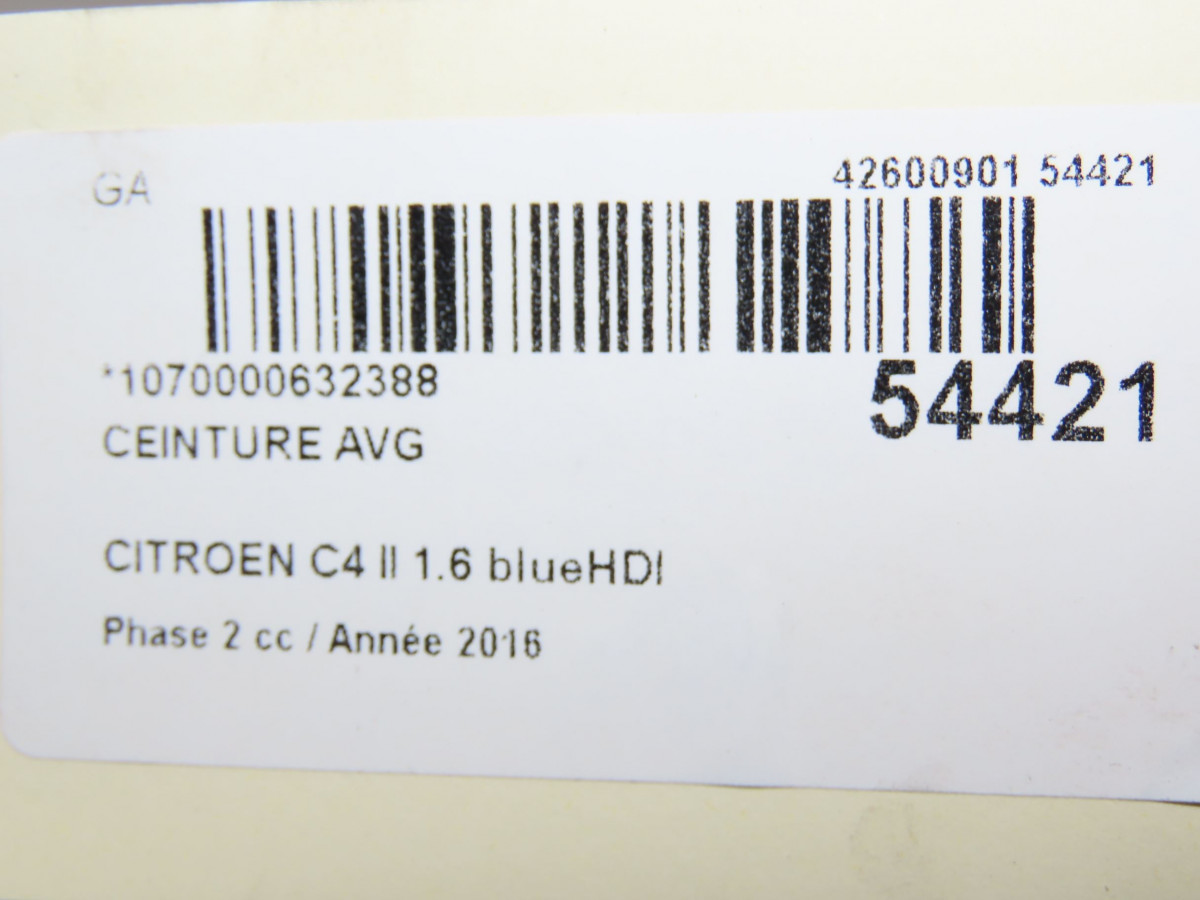 GA
42600901 54421
*1070000632388
54421
CEINTURE AVG
CITROEN C4 II 1.6 blueHDI
Phase 2 cc / Année 2016